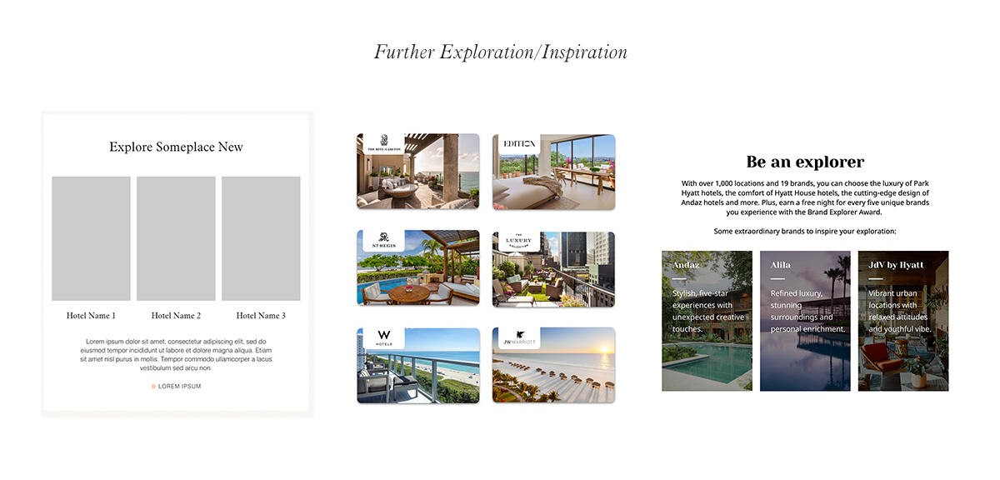 Further Exploration/Inspiration
Explore Someplace New
Hotel Name 1
Hotel Name 2
Hotel Name 3
Lorem ipsum dolor sit amet, consectetur adipiscing elit, sed do
eiusmod tempor incididunt ut labore et dolore magna aliqua. Etiam
sit amet nisl purus in mollis. Tempor commodo ullamcorper a lacus
vestibulum sed arcu non.
» LOREM IPSUM
THE RITZ-CARLTON
EDITION
ST REGIS
THE
LUXURY
COLLECTION
W
HOTELS
JW MARRIOTT
Be an explorer
With over 1,000 locations and 19 brands, you can choose the luxury of Park
Hyatt hotels, the comfort of Hyatt House hotels, the cutting-edge design of
Andaz hotels and more. Plus, earn a free night for every five unique brands
you experience with the Brand Explorer Award.
Some extraordinary brands to inspire your exploration:
Andaz
Stylish, five-star
experiences with
unexpected creative
touches.
Alila
Refined luxury,
stunning
surroundings and
personal enrichment.
JdV by Hyatt
Vibrant urban
locations with
relaxed attitudes
and youthful vibe.